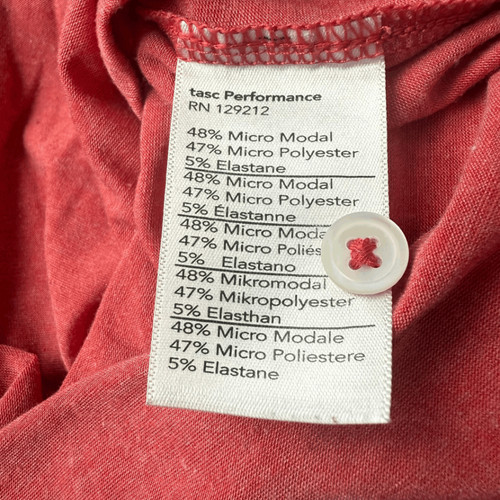 tasc Performance
RN 129212
48% Micro Modal
47% Micro Polyester
5% Elastane
48% Micro Modal
47% Micro Polyester
5% Élastanne
48% Micro
47% Micro
5% Elastano
48% Mikromodal
47% Mikropolyester
5% Elasthan
48% Micro Modale
47% Micro Poliestere
5% Elastane